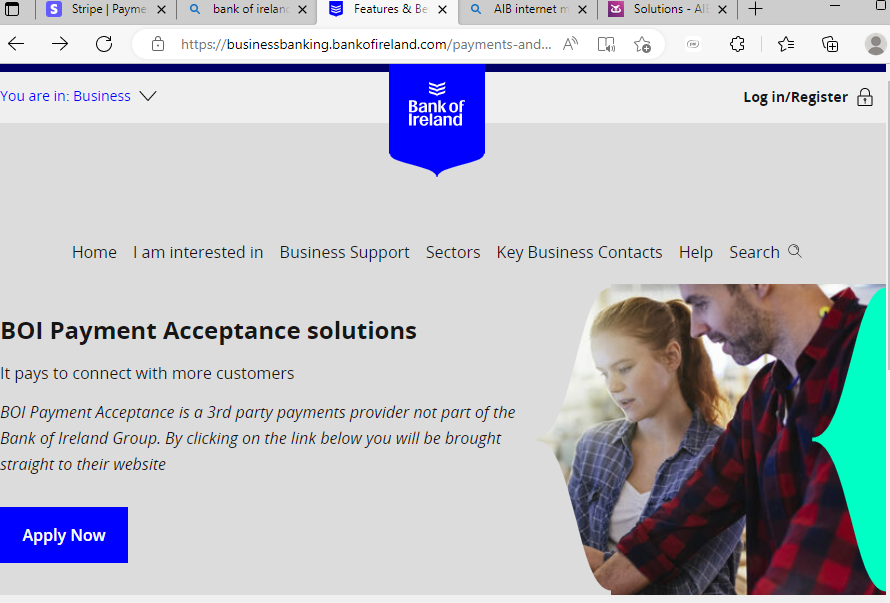 Stripe | Payme
bank of irelan
Features & Be
AIB internet m
Solutions - AIB
https://businessbanking.bankofireland.com/payments-and...
You are in: Business
Bank of
Ireland
Log in/Register
Home I am interested in Business Support Sectors Key Business Contacts Help Search
BOI Payment Acceptance solutions
It pays to connect with more customers
BOI Payment Acceptance is a 3rd party payments provider not part of the
Bank of Ireland Group. By clicking on the link below you will be brought
straight to their website
Apply Now